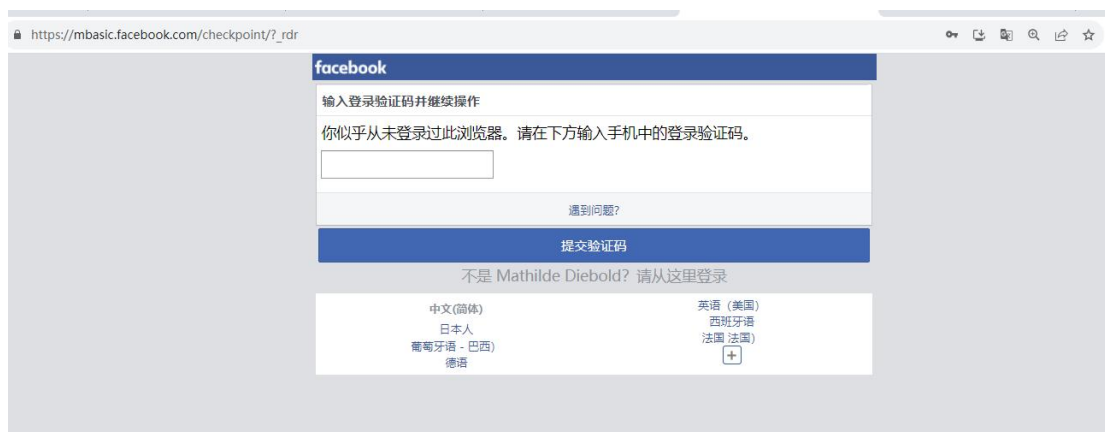 https://mbasic.facebook.com/checkpoint/?_rdr
facebook
输入登录验证码并继续操作
你似乎从未登录过此浏览器。请在下方输入手机中的登录验证码。
遇到问题?
提交验证码
不是 Mathilde Diebold? 请从这里登录
中文(简体)
日本人
葡萄牙语 - 巴西)
德语
英语 (美国)
西班牙语
法国 法国)